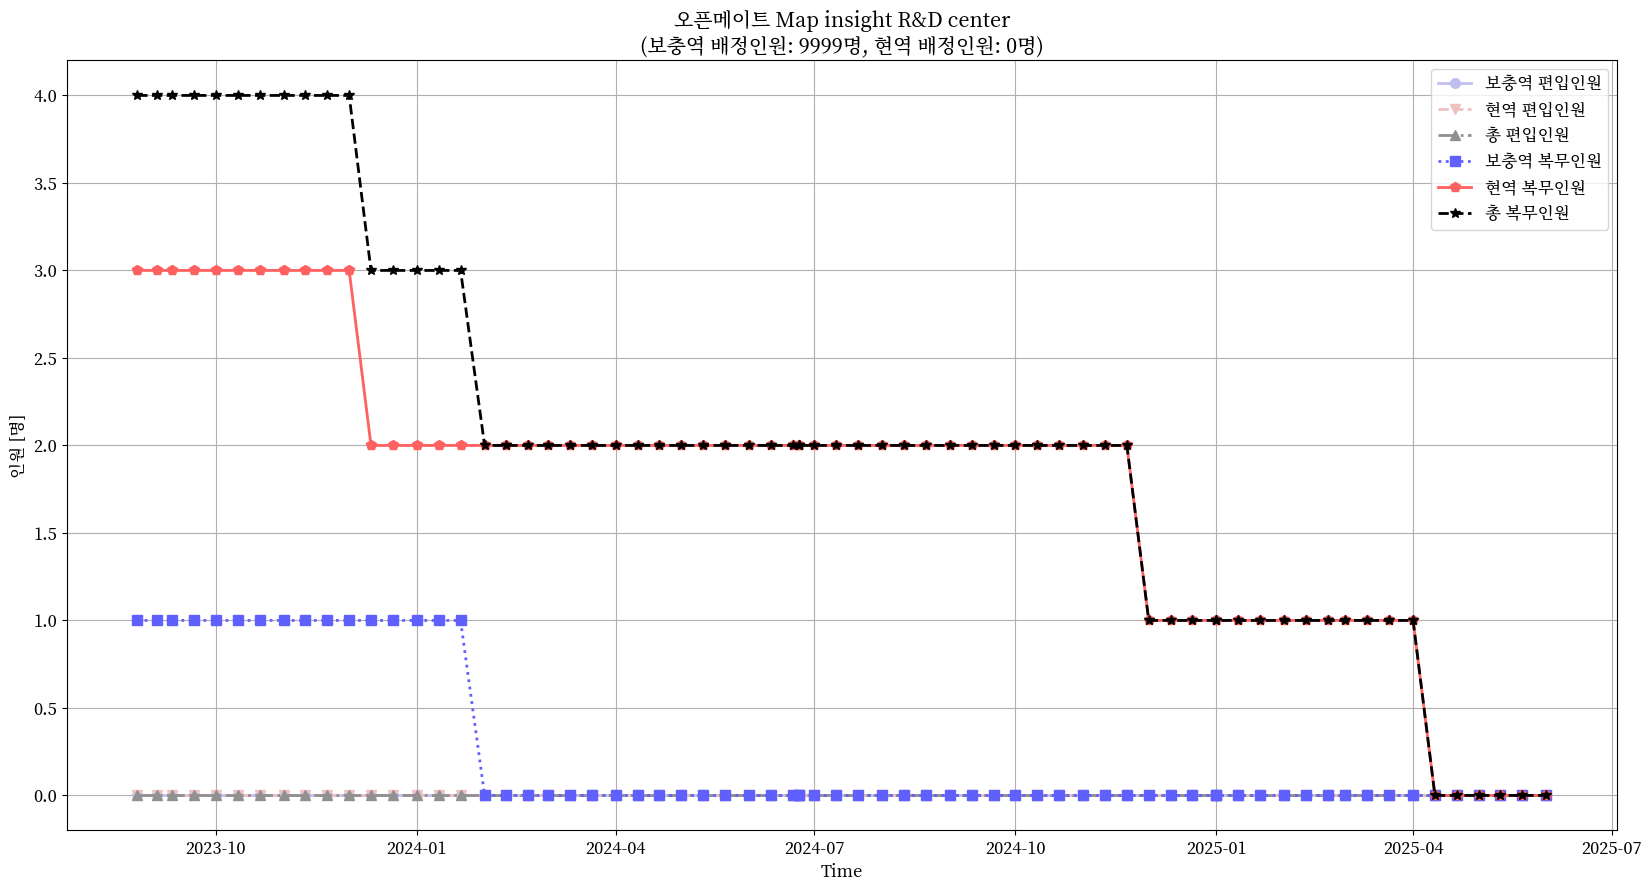 오픈메이트 Map insight R&D center
(보충역 배정인원: 9999명, 현역 배정인원: 0명)
보충역 편입인원
현역 편입인원
총 편입인원
보충역 복무인원
현역 복무인원
총 복무인원
4.0
3.5
3.0
2.5
2.0
1.5
1.0
0.5
0.0
인원 [명]
2023-10
2024-01
2024-04
2024-07
2024-10
2025-01
2025-04
2025-07
Time